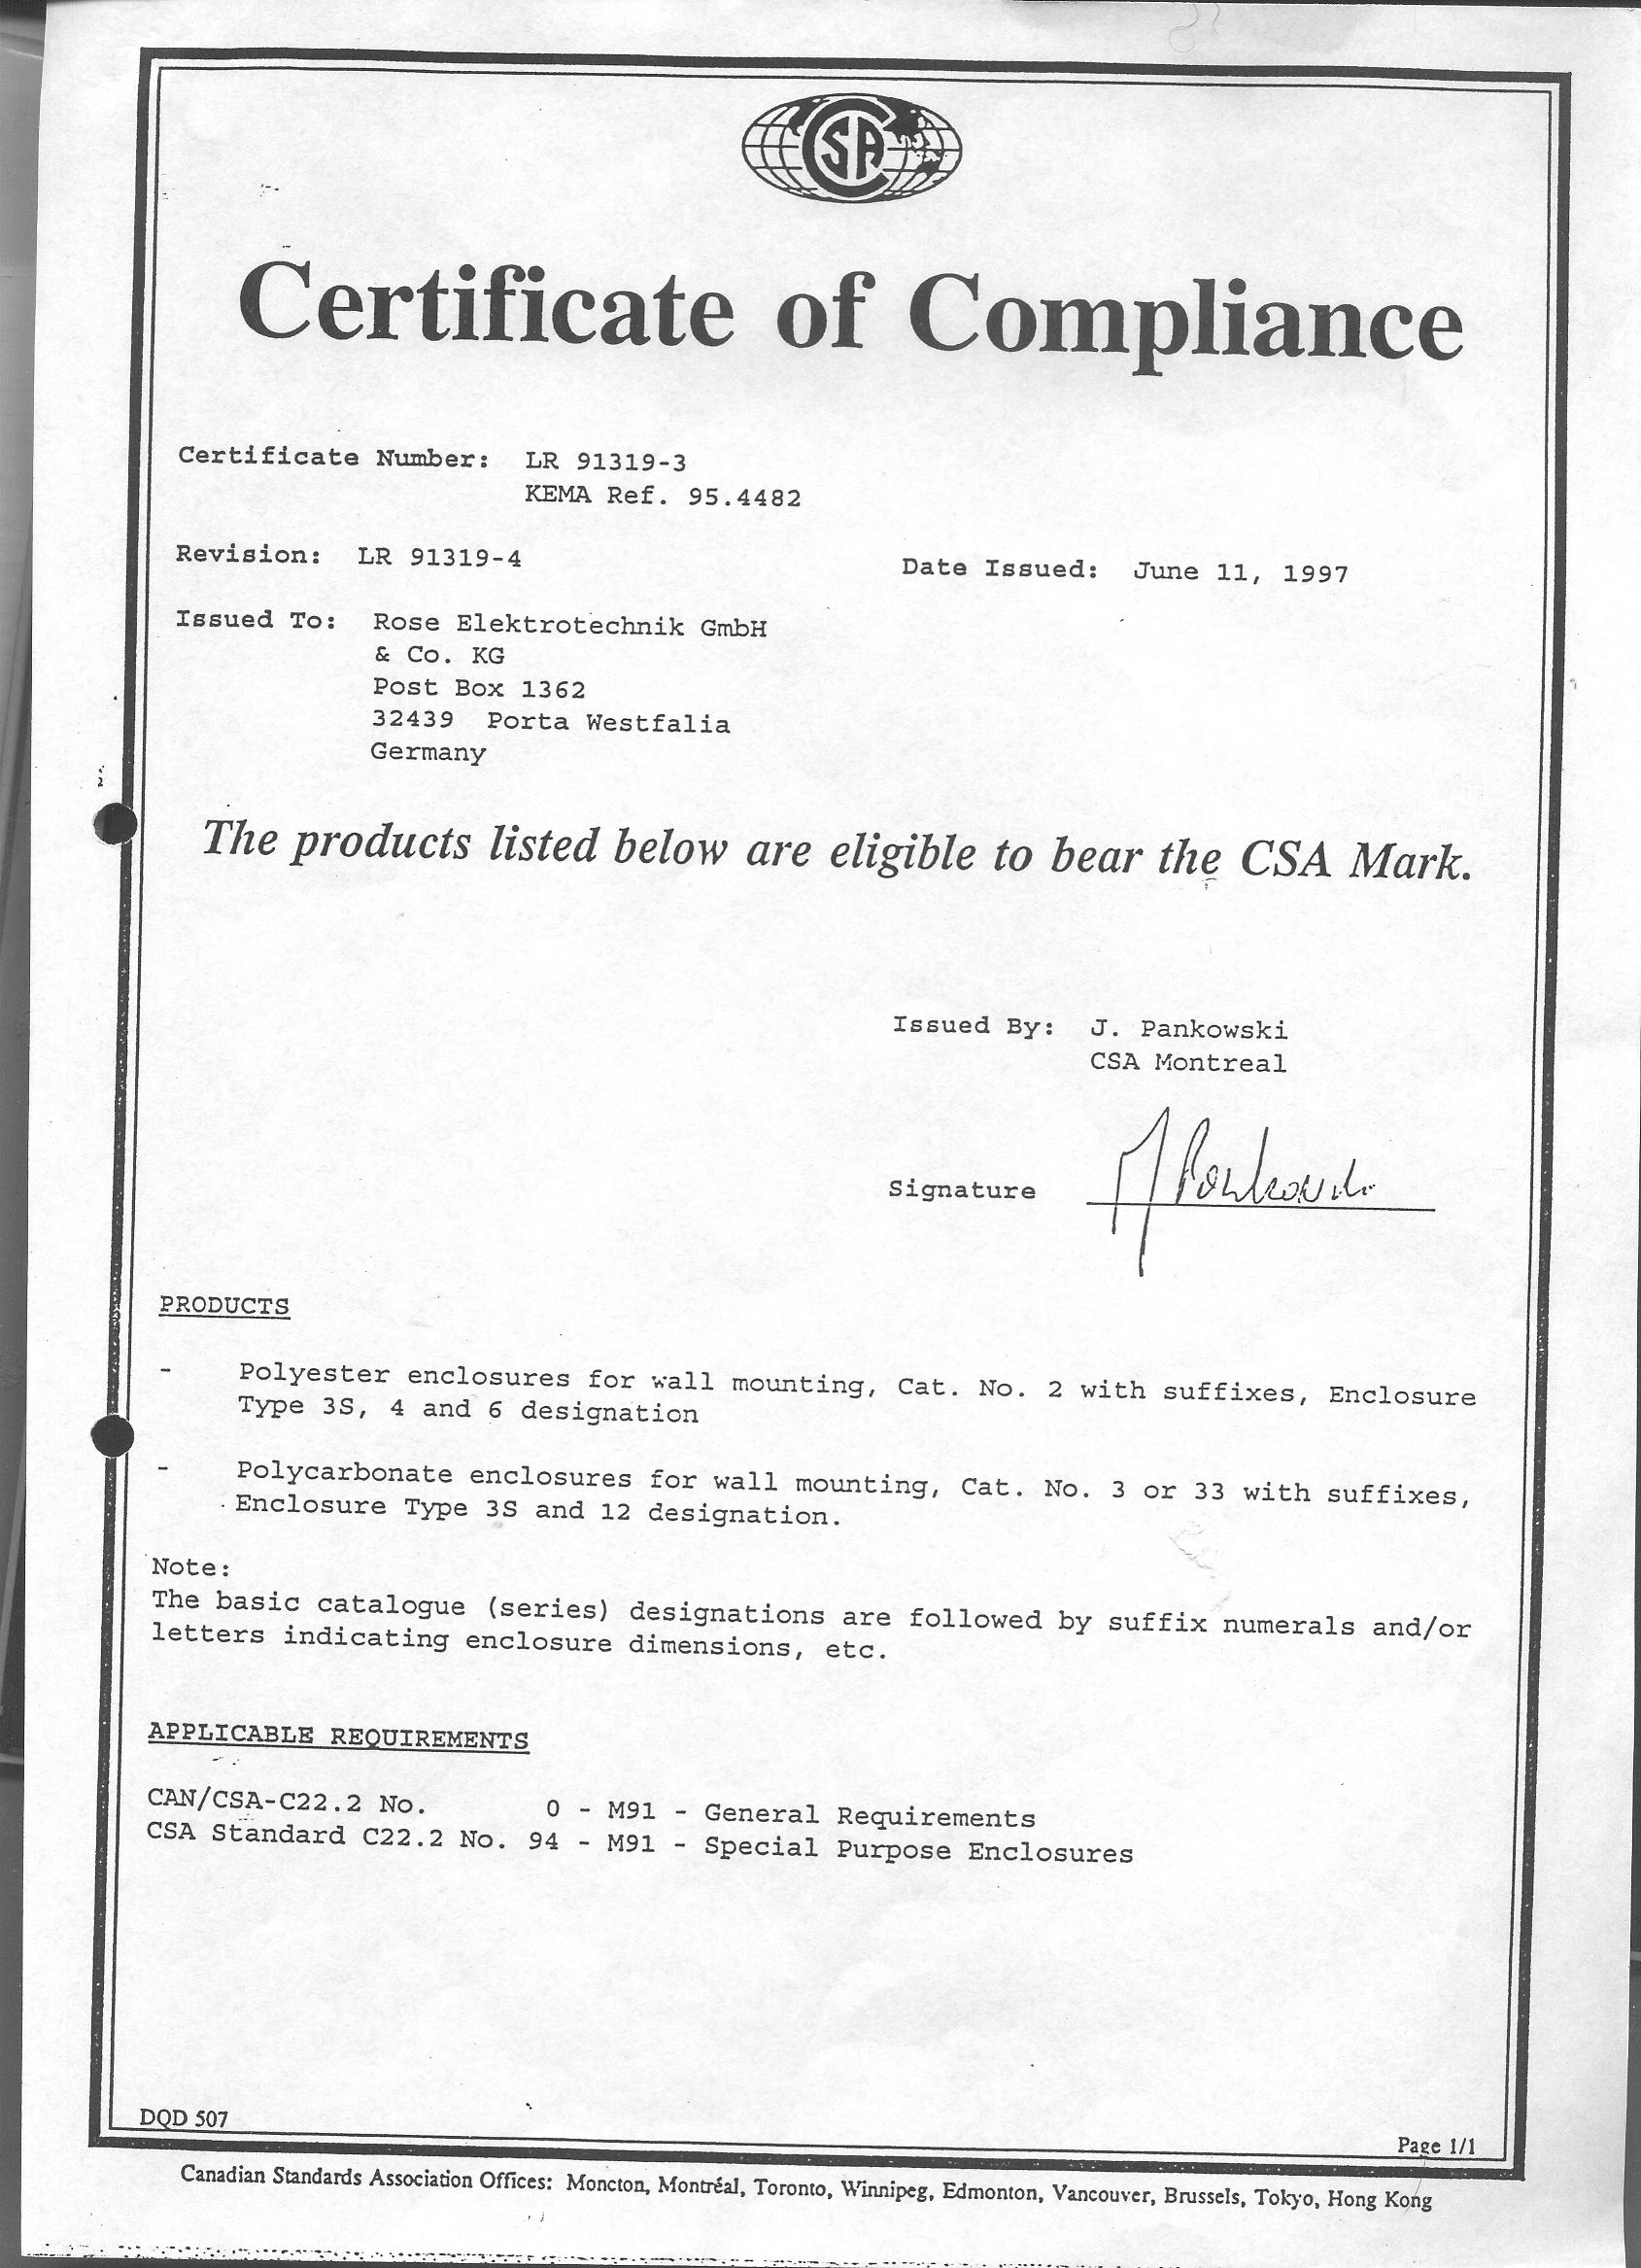 CSA
Certificate of Compliance
Certificate Number: LR 91319-3
KEMA Ref. 95.4482
Revision: LR 91319-4
Date Issued: June 11, 1997
Issued To: Rose Elektrotechnik GmbH
& Co. KG
Post Box 1362
32439 Porta Westfalia
Germany
The products listed below are eligible to bear the CSA Mark.
Issued By: J. Pankowski
CSA Montreal
Signature J Pankowski
PRODUCTS
- Polyester enclosures for wall mounting, Cat. No. 2 with suffixes, Enclosure
Type 3S, 4 and 6 designation
- Polycarbonate enclosures for wall mounting, Cat. No. 3 or 33 with suffixes,
Enclosure Type 3S and 12 designation.
Note:
The basic catalogue (series) designations are followed by suffix numerals and/or
letters indicating enclosure dimensions, etc.
APPLICABLE REQUIREMENTS
CAN/CSA-C22.2 No. 0 - M91 - General Requirements
CSA Standard C22.2 No. 94 - M91 - Special Purpose Enclosures
DQD 507
Page 1/1
Canadian Standards Association Offices: Moncton, Montréal, Toronto, Winnipeg, Edmonton, Vancouver, Brussels, Tokyo, Hong Kong